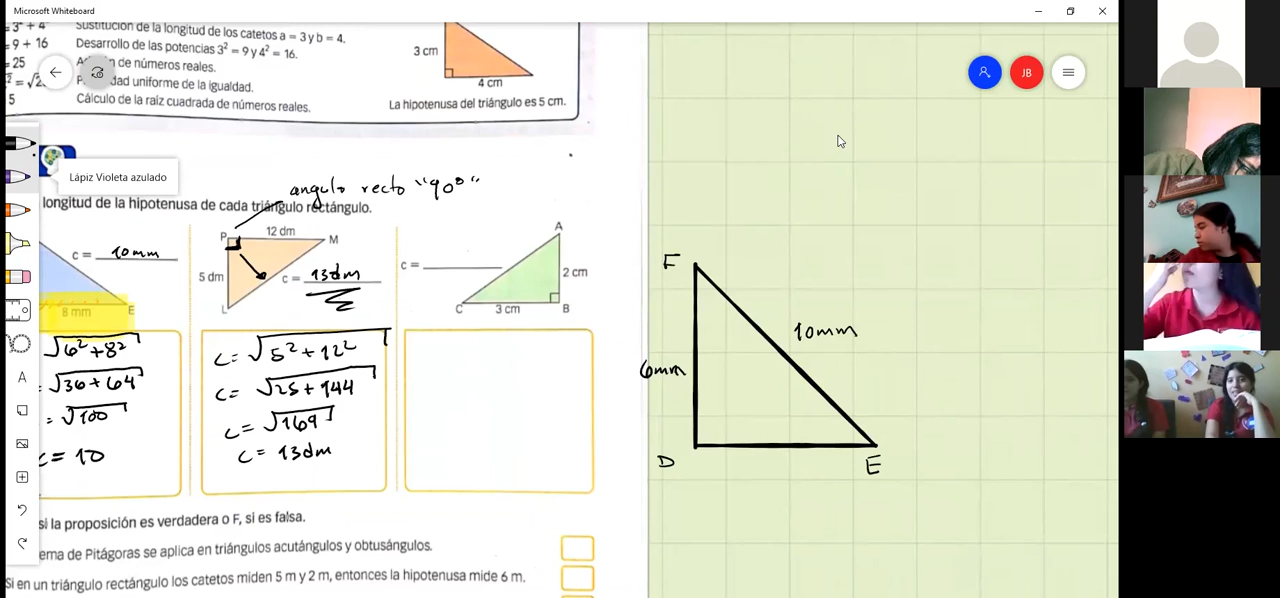 Microsoft Whiteboard
= 3² + 4²
Sustitución de la longitud de los catetos a = 3 y b = 4.
= 9 + 16
Desarrollo de las potencias 3² = 9 y 4² = 16.
= 25
de números reales.
dad uniforme de la igualdad.
5
Cálculo de la raíz cuadrada de números reales.
3 cm
4 cm
La hipotenusa del triángulo es 5 cm.
JB
Lápiz Violeta azulado
angulo recto "90°"
longitud de la hipotenusa de cada triángulo rectángulo.
c = 10mm
8 mm
E
P
12 dm
M
5 dm
c = 13dm
L
c =
A
2 cm
C
3 cm
B
√6²+8²
= √36+64
= √100
c = 10
c = √5²+12²
c = √25+144
c = √169
c = 13dm
F
10mm
6mm
D
E
A
si la proposición es verdadera o F, si es falsa.
ema de Pitágoras se aplica en triángulos acutángulos y obtusángulos.
Si en un triángulo rectángulo los catetos miden 5 m y 2 m, entonces la hipotenusa mide 6 m.